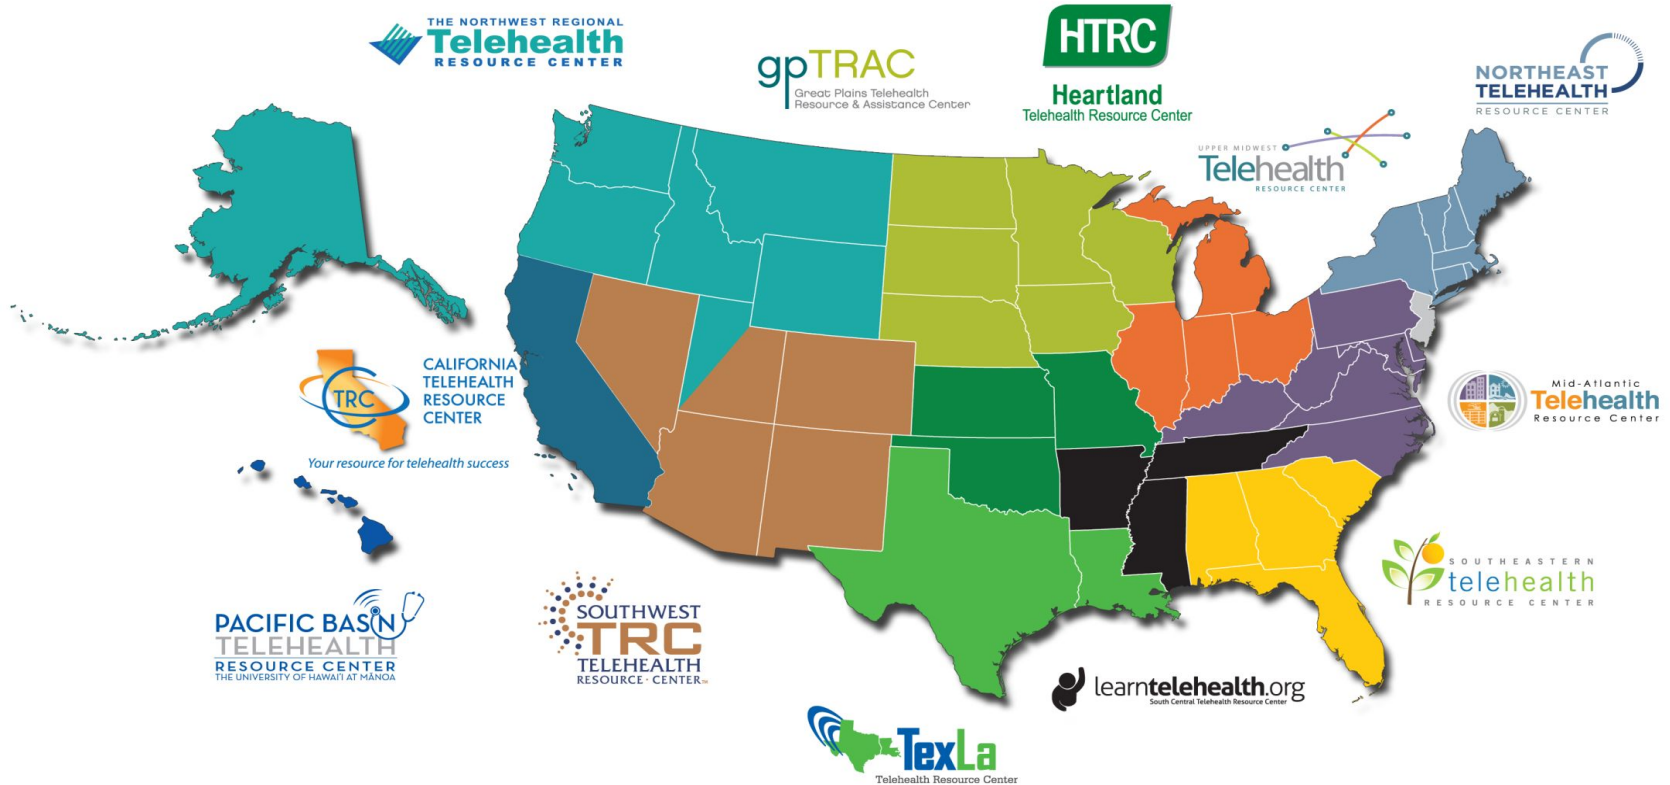 THE NORTHWEST REGIONAL
Telehealth
RESOURCE CENTER
gpTRAC
Great Plains Telehealth
Resource & Assistance Center
HTRC
Heartland
Telehealth Resource Center
UPPER MIDWEST
Telehealth
RESOURCE CENTER
NORTHEAST
TELEHEALTH
RESOURCE CENTER
TRC
CALIFORNIA
TELEHEALTH
RESOURCE
CENTER
Your resource for telehealth success
Mid-Atlantic
Telehealth
Resource Center
PACIFIC BASIN
TELEHEALTH
RESOURCE CENTER
THE UNIVERSITY OF HAWAI'I AT MĀNOA
SOUTHWEST
TRC
TELEHEALTH
RESOURCE · CENTER™
SOUTHEASTERN
telehealth
RESOURCE CENTER
learntelehealth.org
South Central Telehealth Resource Center
TexLa
Telehealth Resource Center